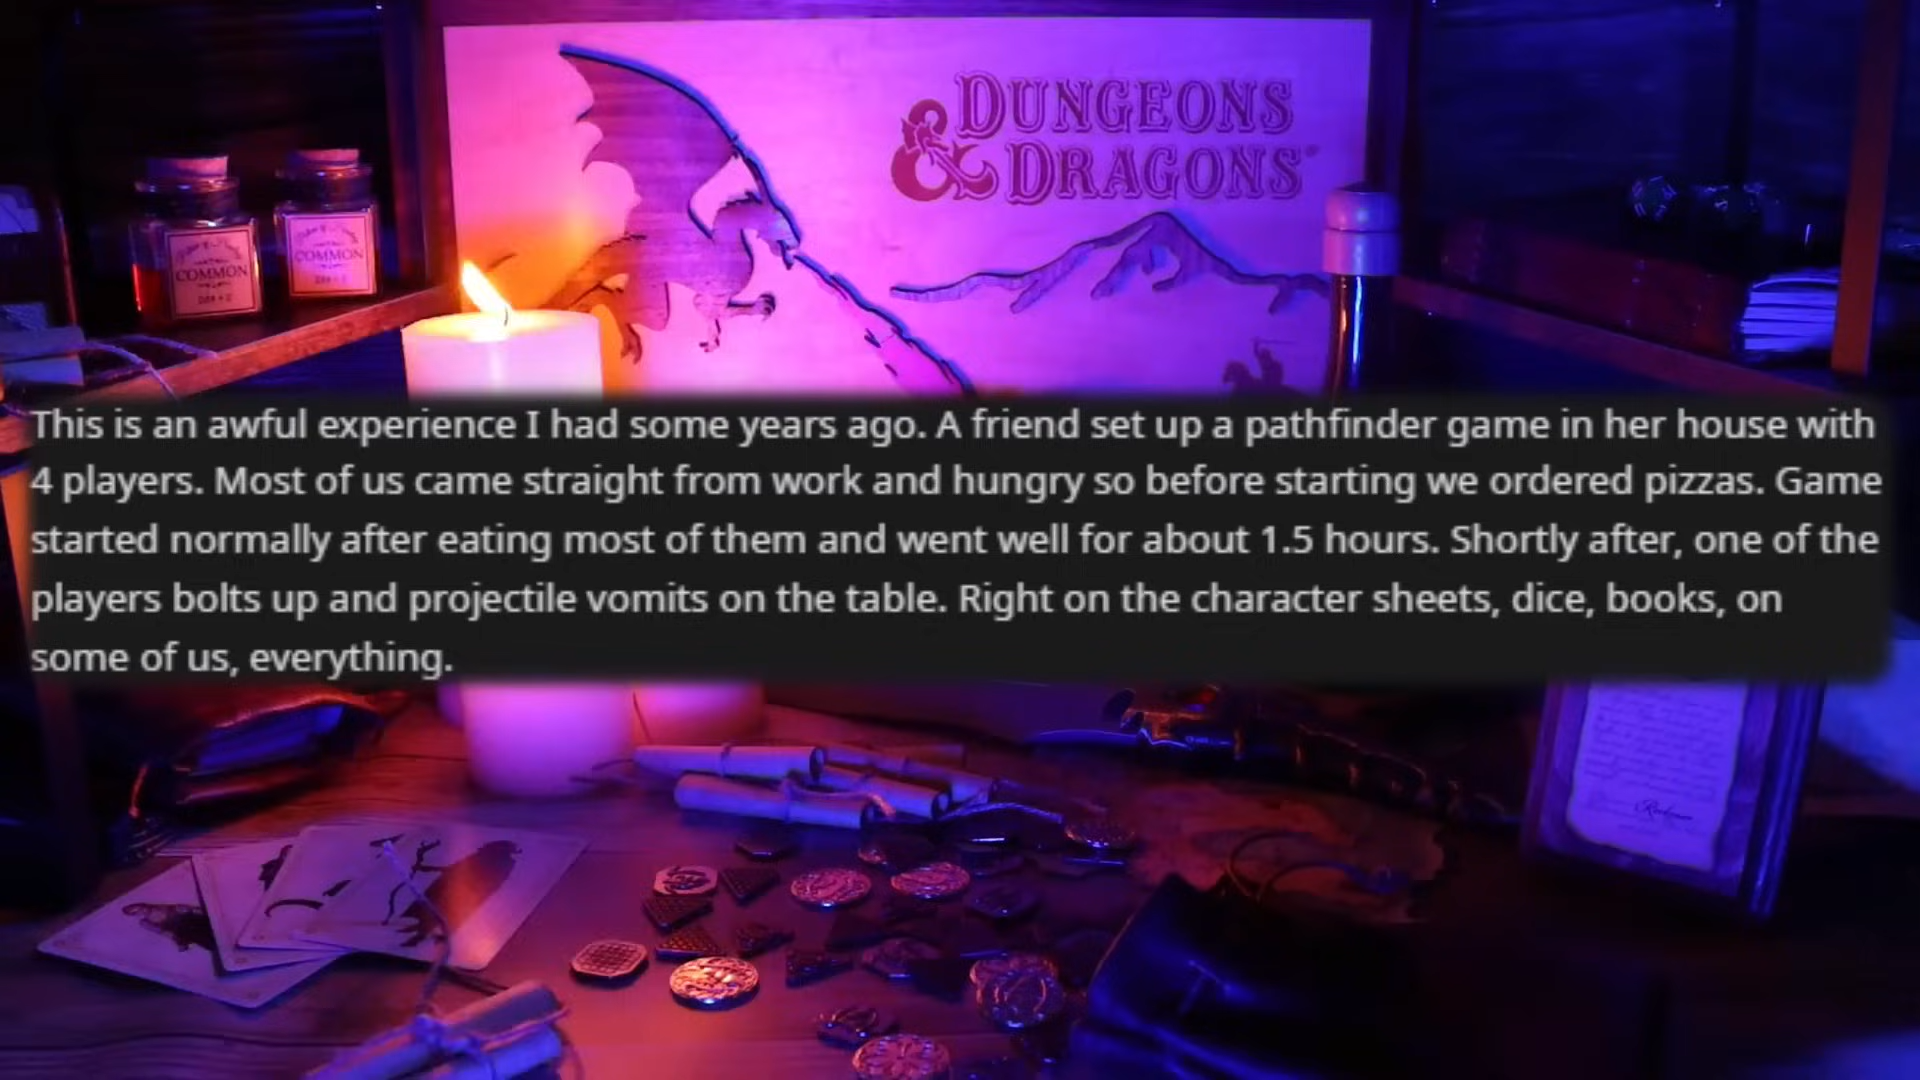 DUNGEONS
& DRAGONS
COMMON
COMMON
This is an awful experience I had some years ago. A friend set up a pathfinder game in her house with
4 players. Most of us came straight from work and hungry so before starting we ordered pizzas. Game
started normally after eating most of them and went well for about 1.5 hours. Shortly after, one of the
players bolts up and projectile vomits on the table. Right on the character sheets, dice, books, on
some of us, everything.